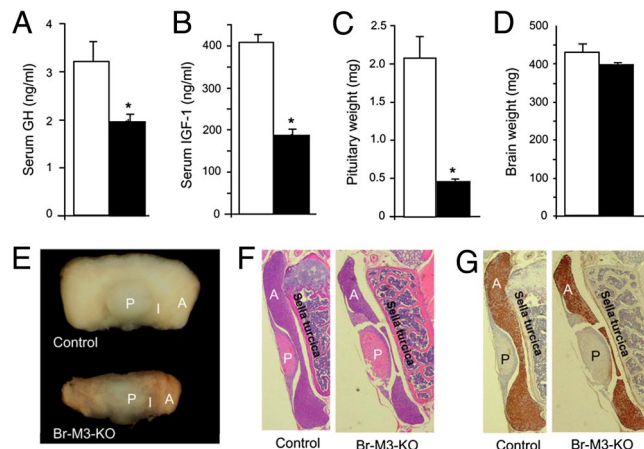 A
B
C
D
Serum GH (ng/ml)
4
3
2
1
0
*
Serum IGF-1 (ng/ml)
400
300
200
100
0
*
Pituitary weight (mg)
2.5
2.0
1.5
1.0
0.5
0
*
Brain weight (mg)
500
400
300
200
100
0
E
P I A
Control
P I A
Br-M3-KO
F
A
P
Sella turcica
Control
A
P
Sella turcica
Br-M3-KO
G
A
P
Sella turcica
Control
A
P
Sella turcica
Br-M3-KO